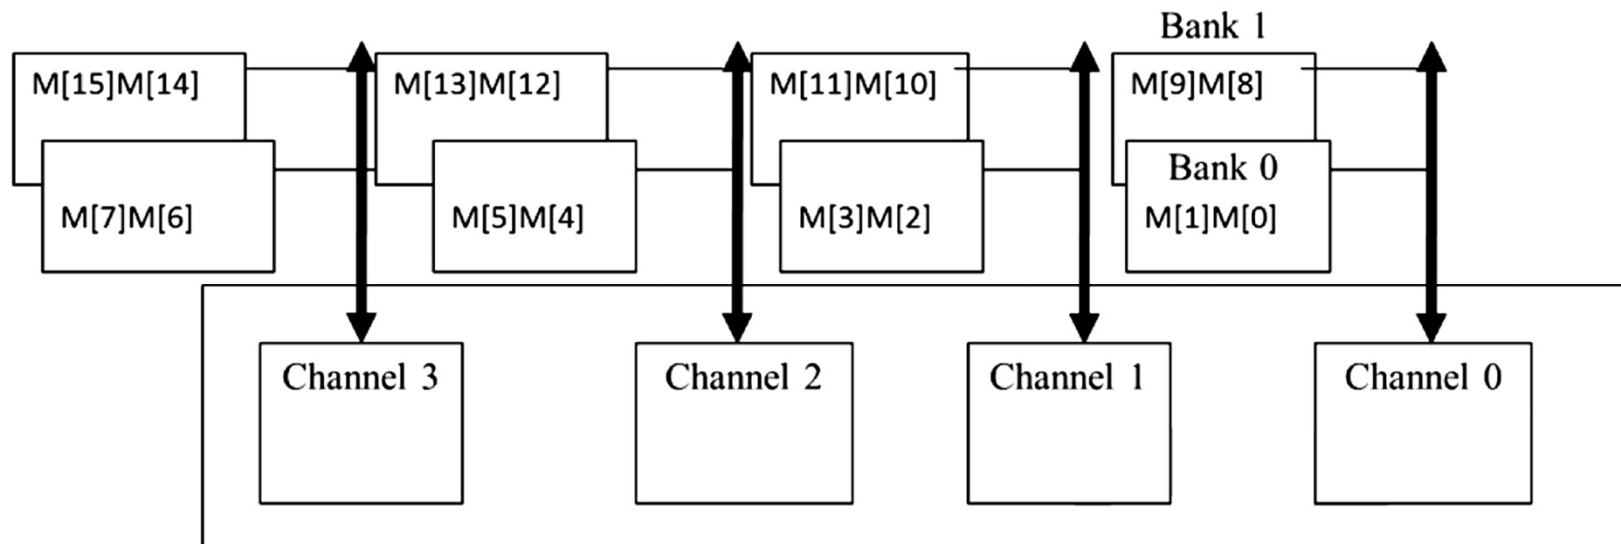 Bank 1
M[15]M[14] M[13]M[12] M[11]M[10] M[9]M[8]
Bank 0
M[7]M[6] M[5]M[4] M[3]M[2] M[1]M[0]
Channel 3 Channel 2 Channel 1 Channel 0